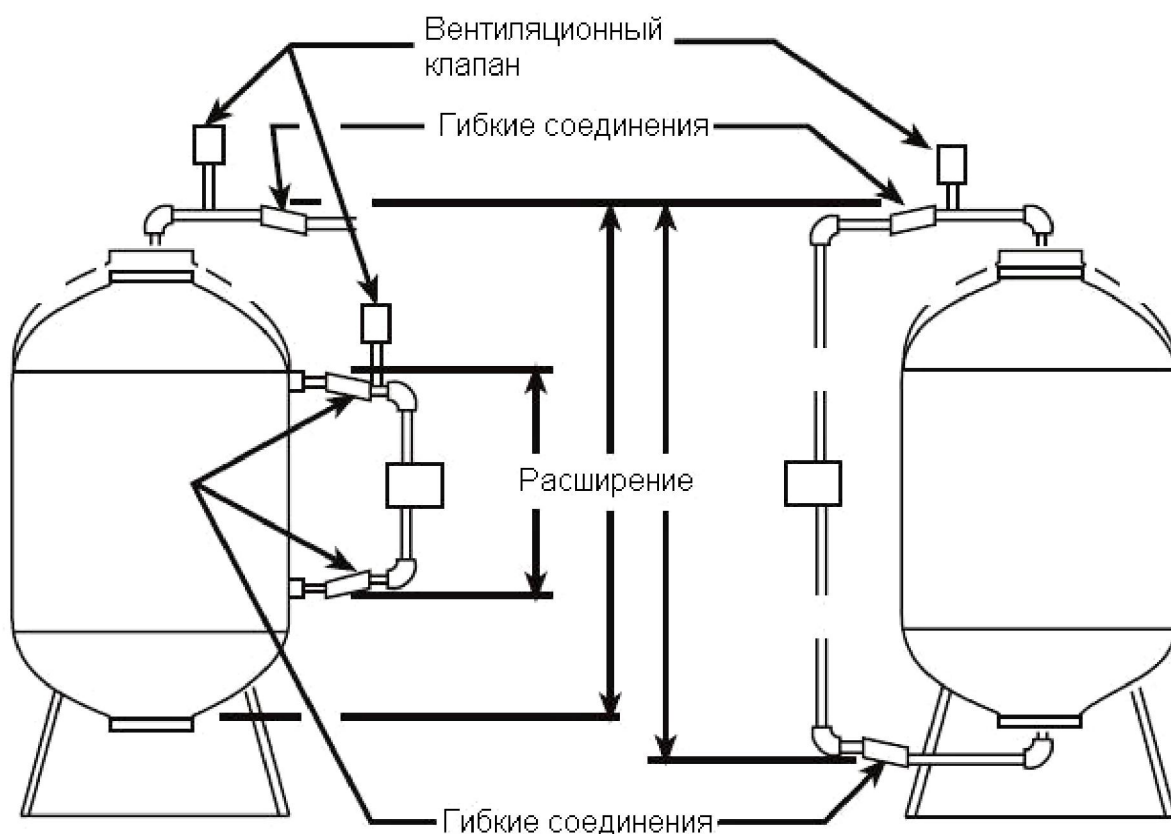 Вентиляционный
клапан
Гибкие соединения
Расширение
Гибкие соединения